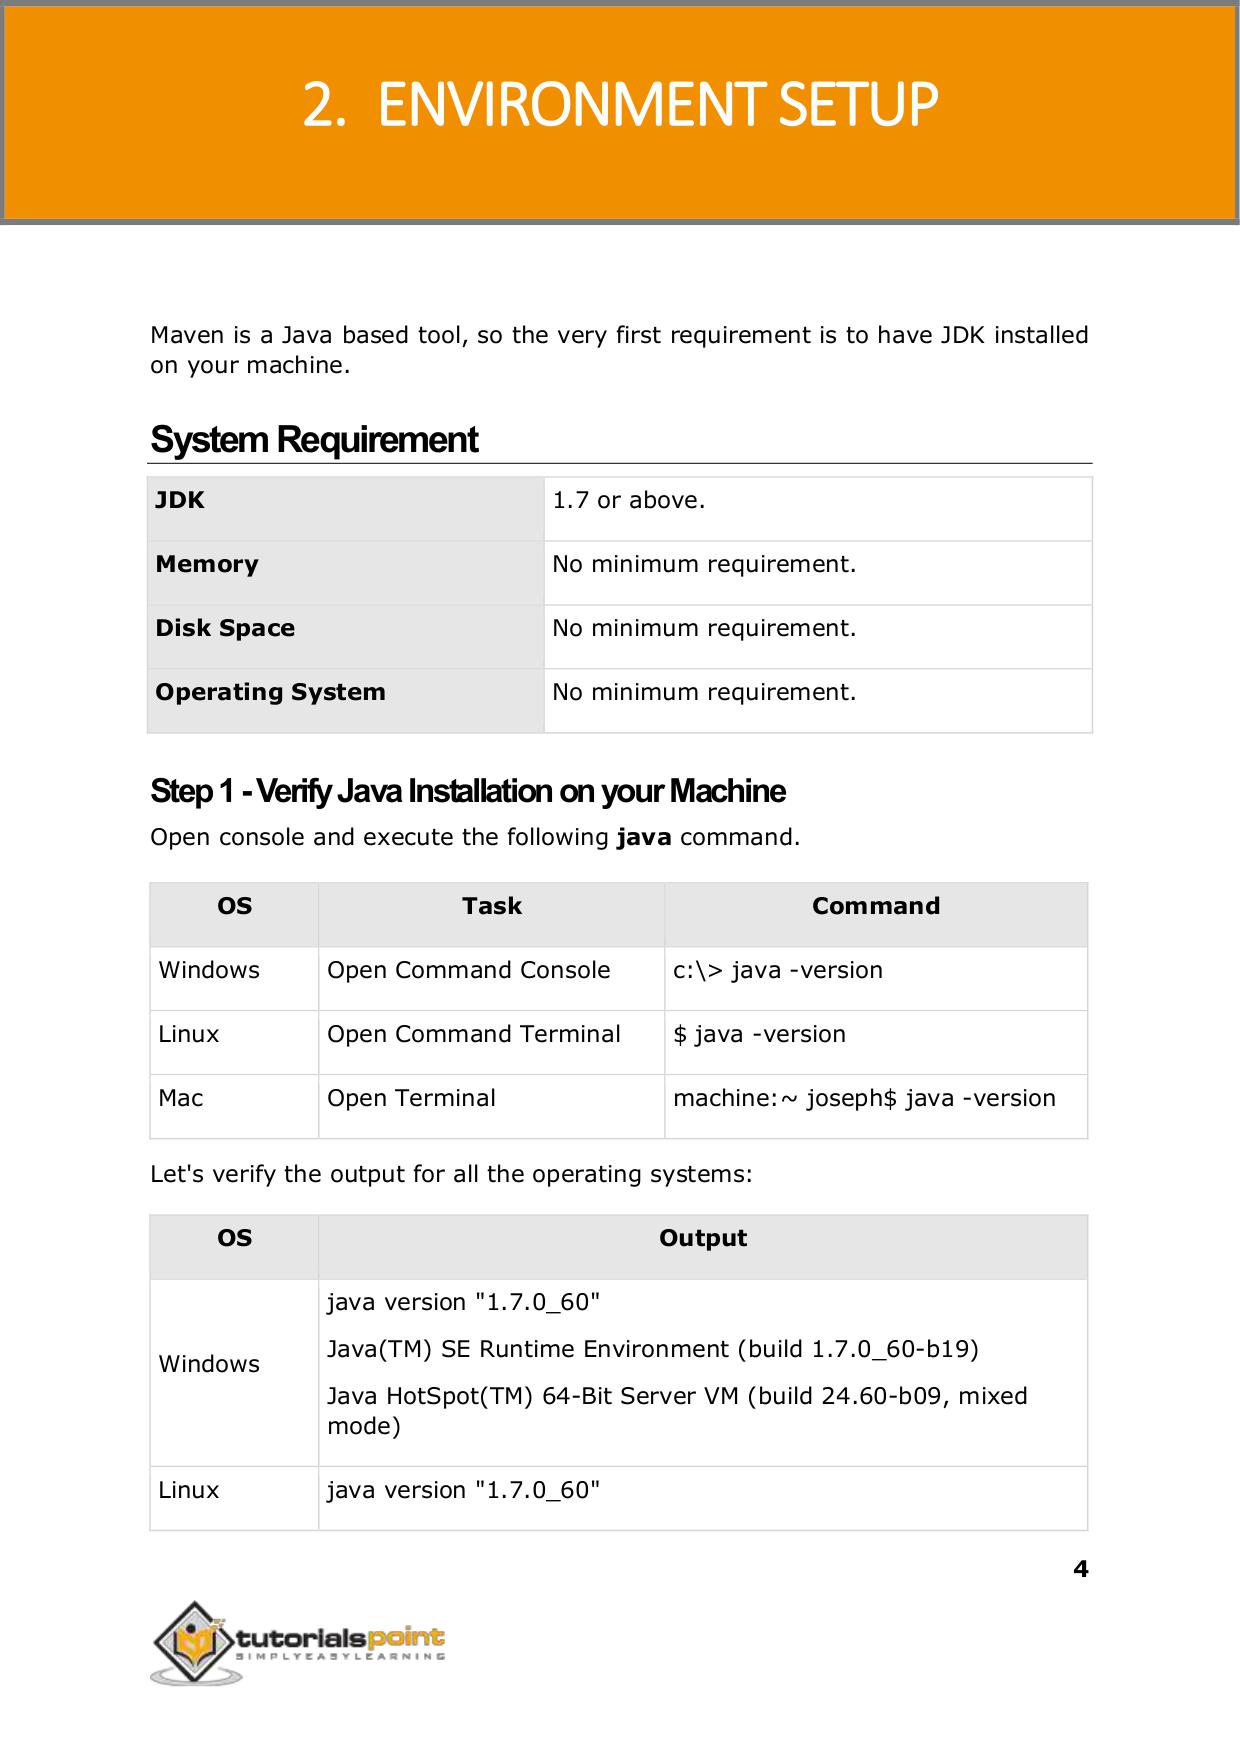 2. ENVIRONMENT SETUP
Maven is a Java based tool, so the very first requirement is to have JDK installed
on your machine.
System Requirement
JDK 1.7 or above.
Memory No minimum requirement.
Disk Space No minimum requirement.
Operating System No minimum requirement.
Step 1 - Verify Java Installation on your Machine
Open console and execute the following java command.
OS Task Command
Windows Open Command Console c:\> java -version
Linux Open Command Terminal $ java -version
Mac Open Terminal machine:~ joseph$ java -version
Let's verify the output for all the operating systems:
OS Output
Windows
java version "1.7.0_60"
Java(TM) SE Runtime Environment (build 1.7.0_60-b19)
Java HotSpot(TM) 64-Bit Server VM (build 24.60-b09, mixed
mode)
Linux java version "1.7.0_60"
4
tutorialspoint
SIMPLYEASYLEARNING